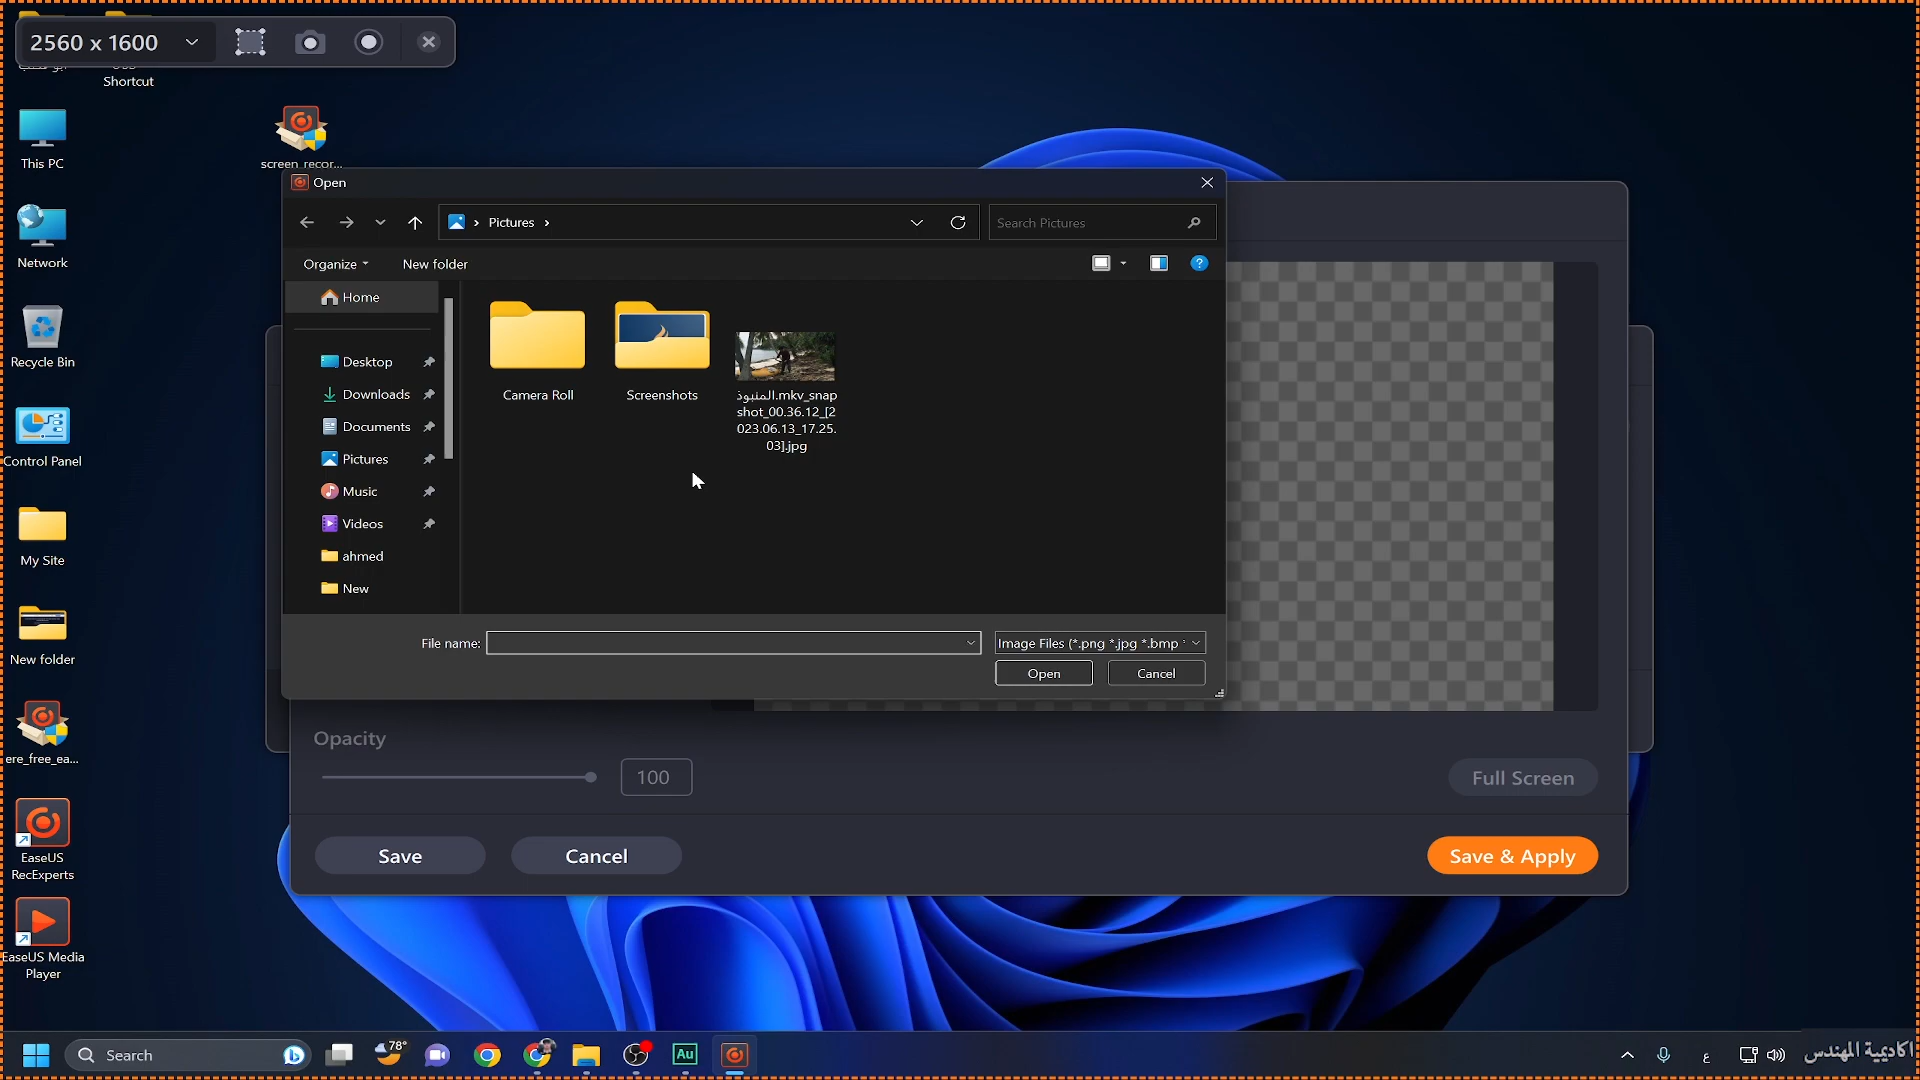 2560 x 1600
Shortcut
This PC
screen_recor...
Network
Recycle Bin
Control Panel
My Site
New folder
ere_free_ea...
EaseUS
RecExperts
EaseUS Media
Player
Open
Pictures
Search Pictures
Organize
New folder
Home
Desktop
Downloads
Documents
Pictures
Music
Videos
ahmed
New
Camera Roll
Screenshots
المنبوذ.mkv_snap
shot_00.36.12_[2
023.06.13_17.25.
03].jpg
File name:
Image Files (*.png *.jpg *.bmp *
Open
Cancel
Opacity
100
Full Screen
Save
Cancel
Save & Apply
Search
78°
Au
ع
اكاديمية المهندس